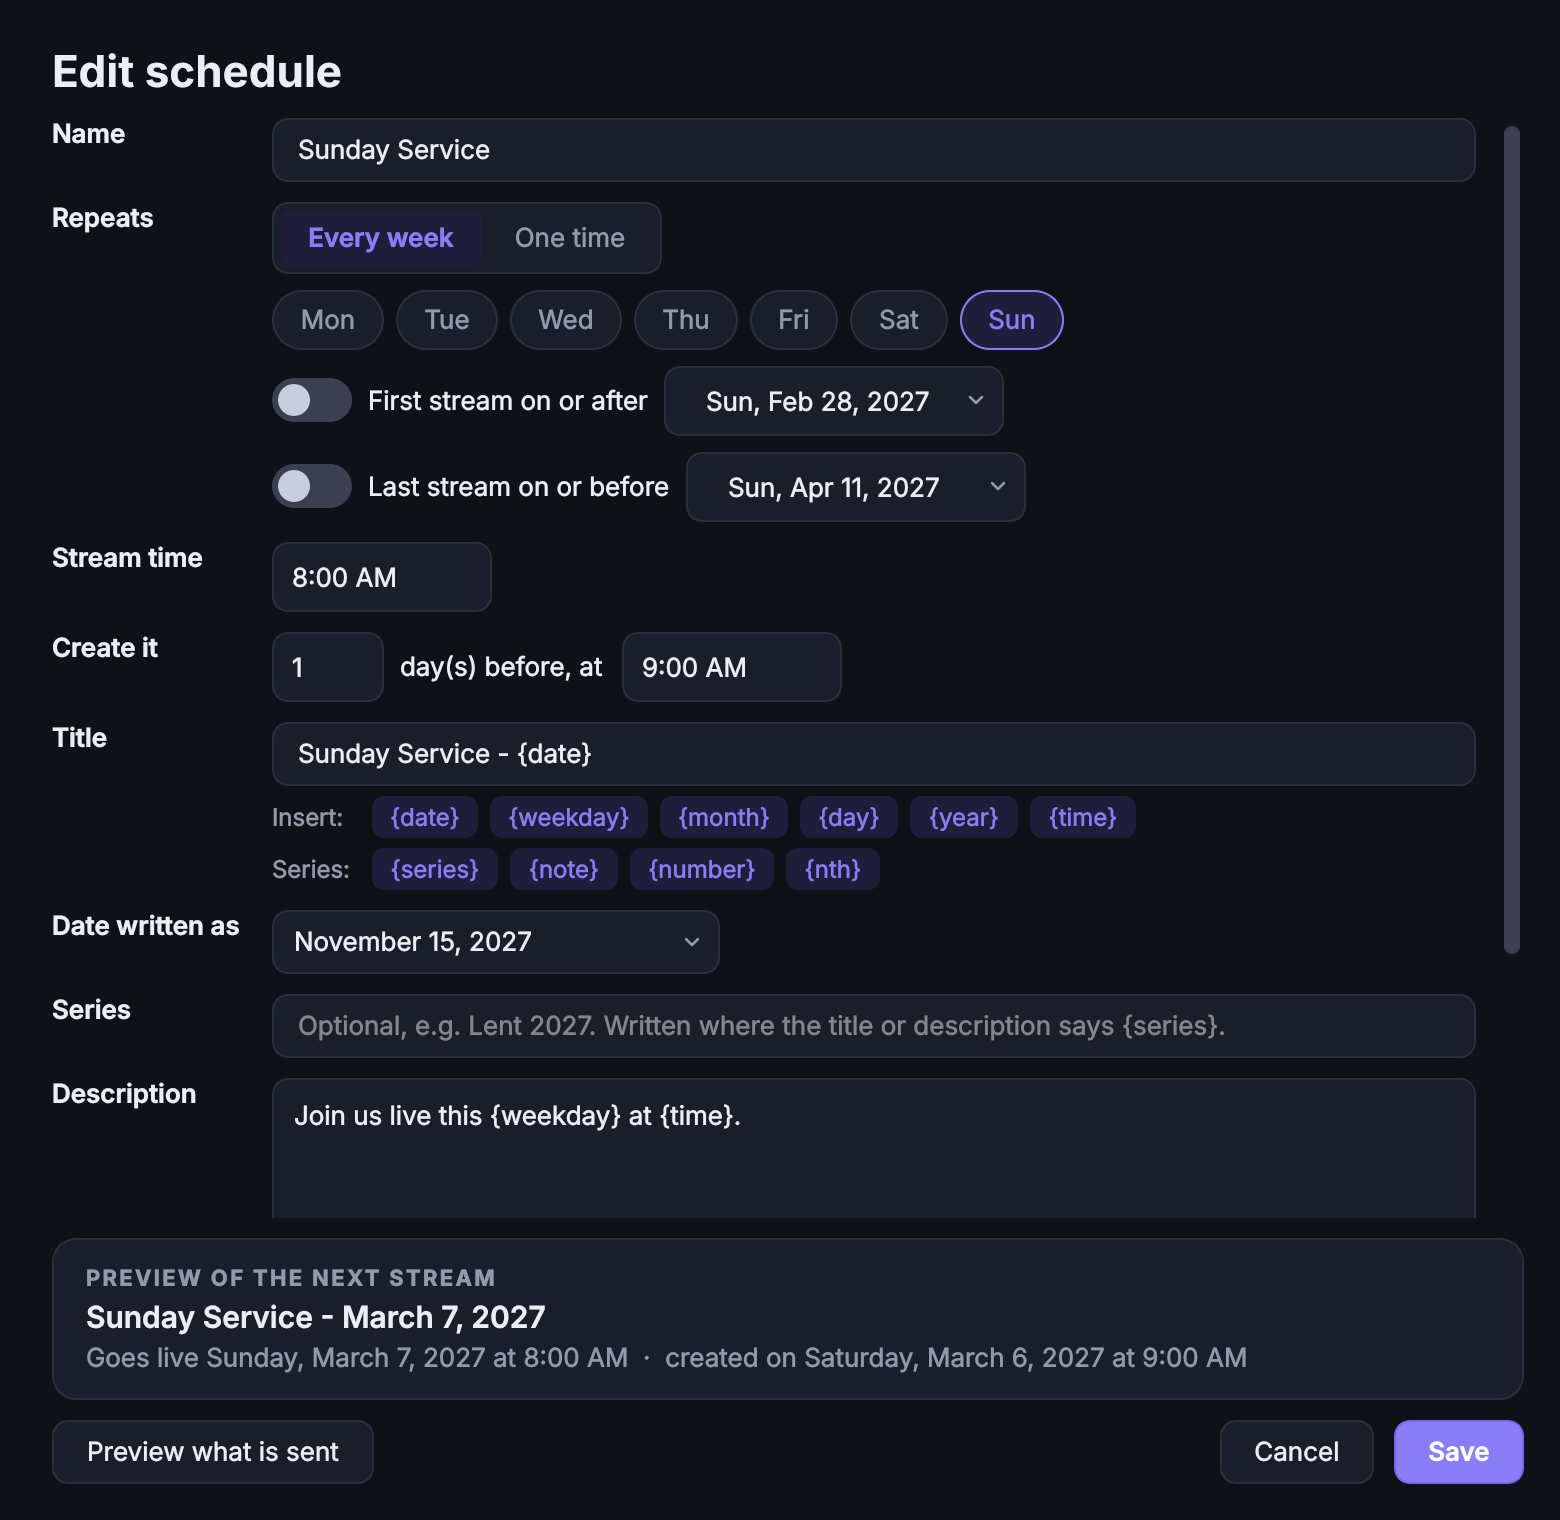 Edit schedule
Name
Sunday Service
Repeats
Every week One time
Mon Tue Wed Thu Fri Sat Sun
First stream on or after Sun, Feb 28, 2027
Last stream on or before Sun, Apr 11, 2027
Stream time
8:00 AM
Create it
1 day(s) before, at 9:00 AM
Title
Sunday Service - {date}
Insert: {date} {weekday} {month} {day} {year} {time}
Series: {series} {note} {number} {nth}
Date written as
November 15, 2027
Series
Optional, e.g. Lent 2027. Written where the title or description says {series}.
Description
Join us live this {weekday} at {time}.
PREVIEW OF THE NEXT STREAM
Sunday Service - March 7, 2027
Goes live Sunday, March 7, 2027 at 8:00 AM · created on Saturday, March 6, 2027 at 9:00 AM
Preview what is sent Cancel Save